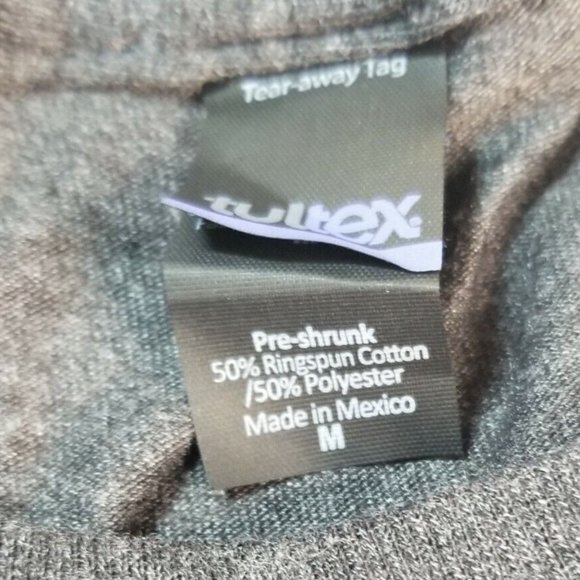 Tear-away Tag
tultex
Pre-shrunk
50% Ringspun Cotton
/50% Polyester
Made in Mexico
M